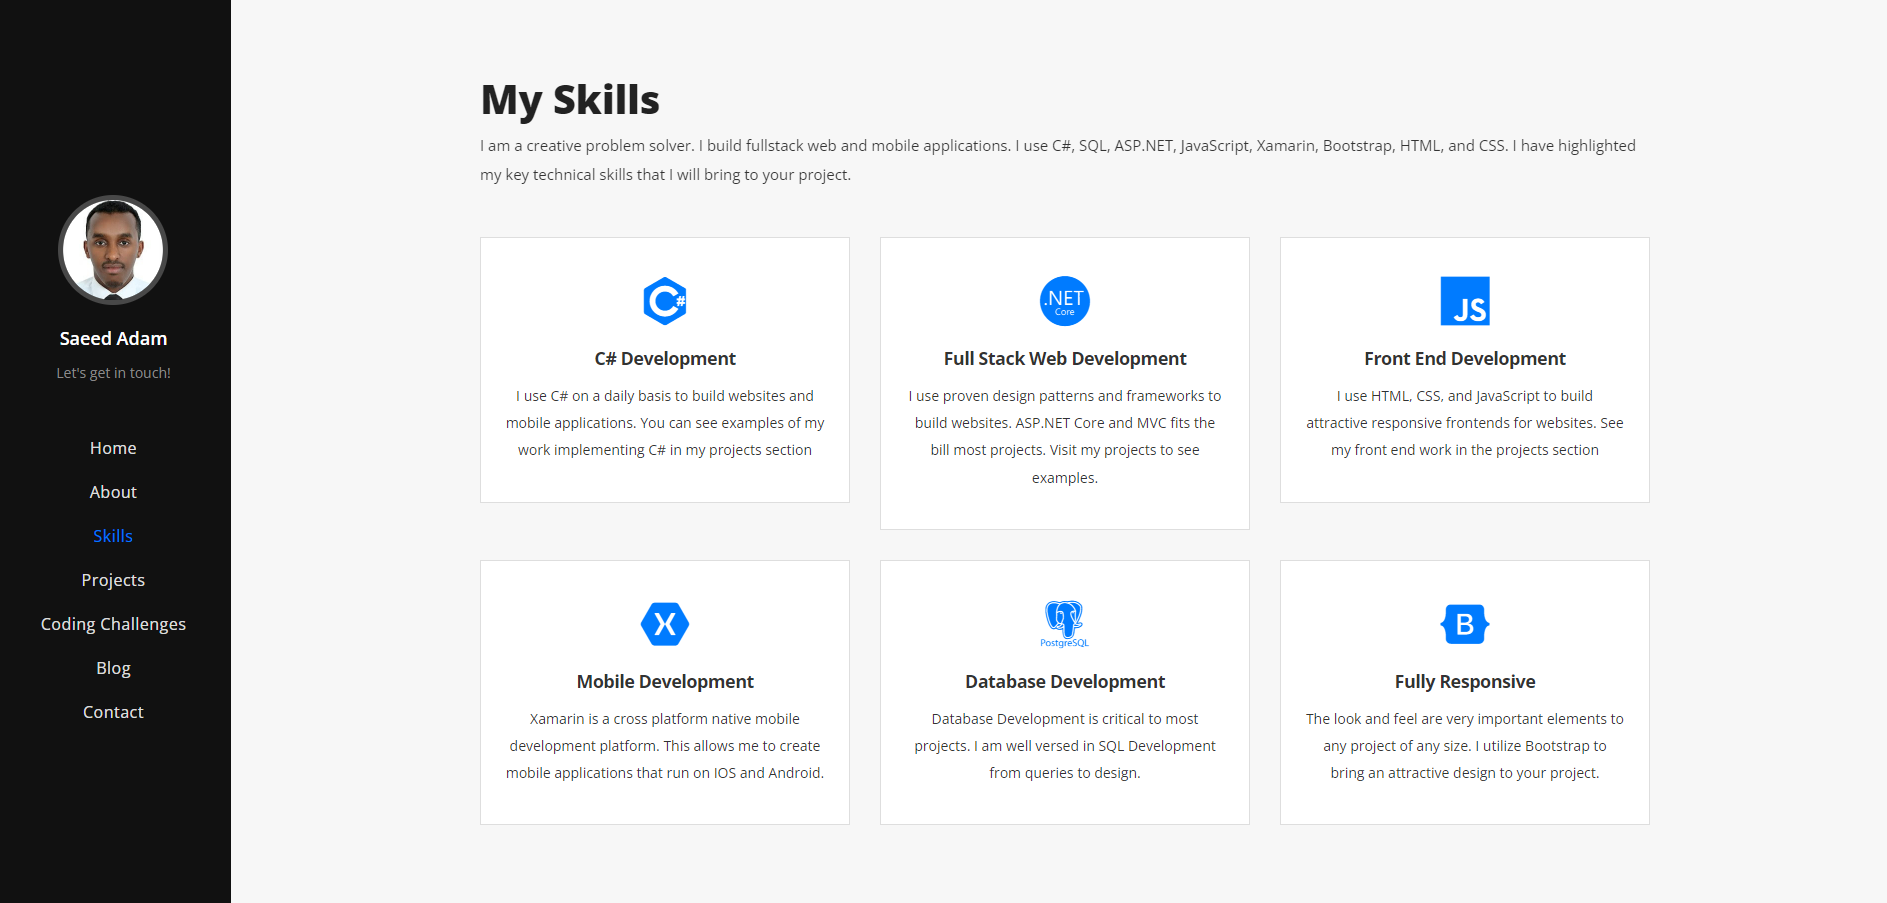 Saeed Adam
Let's get in touch!
Home
About
Skills
Projects
Coding Challenges
Blog
Contact
My Skills
I am a creative problem solver. I build fullstack web and mobile applications. I use C#, SQL, ASP.NET, JavaScript, Xamarin, Bootstrap, HTML, and CSS. I have highlighted
my key technical skills that I will bring to your project.
C#
C# Development
I use C# on a daily basis to build websites and
mobile applications. You can see examples of my
work implementing C# in my projects section
.NET
Core
Full Stack Web Development
I use proven design patterns and frameworks to
build websites. ASP.NET Core and MVC fits the
bill most projects. Visit my projects to see
examples.
JS
Front End Development
I use HTML, CSS, and JavaScript to build
attractive responsive frontends for websites. See
my front end work in the projects section
X
Mobile Development
Xamarin is a cross platform native mobile
development platform. This allows me to create
mobile applications that run on IOS and Android.
PostgreSQL
Database Development
Database Development is critical to most
projects. I am well versed in SQL Development
from queries to design.
B
Fully Responsive
The look and feel are very important elements to
any project of any size. I utilize Bootstrap to
bring an attractive design to your project.